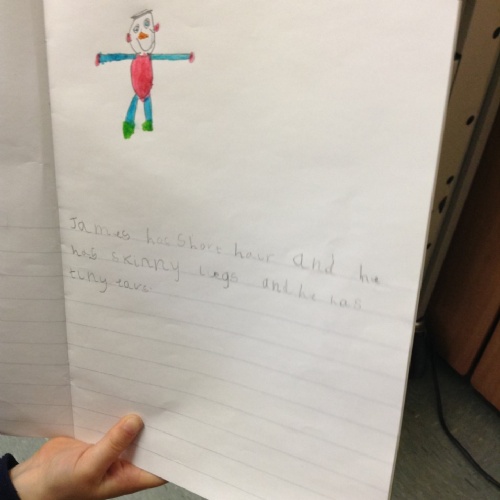 James has short hair and he
has skinny legs and he has
tiny ears.